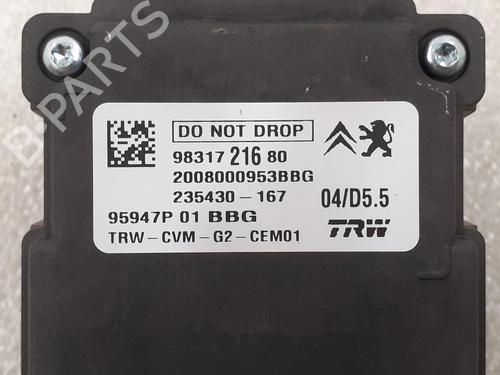 B-PARTS
DO NOT DROP
98317 216 80
2008000953BBG
235430-167
04/D5.5
95947P 01 BBG
TRW-CVM-G2-CEM01
TRW